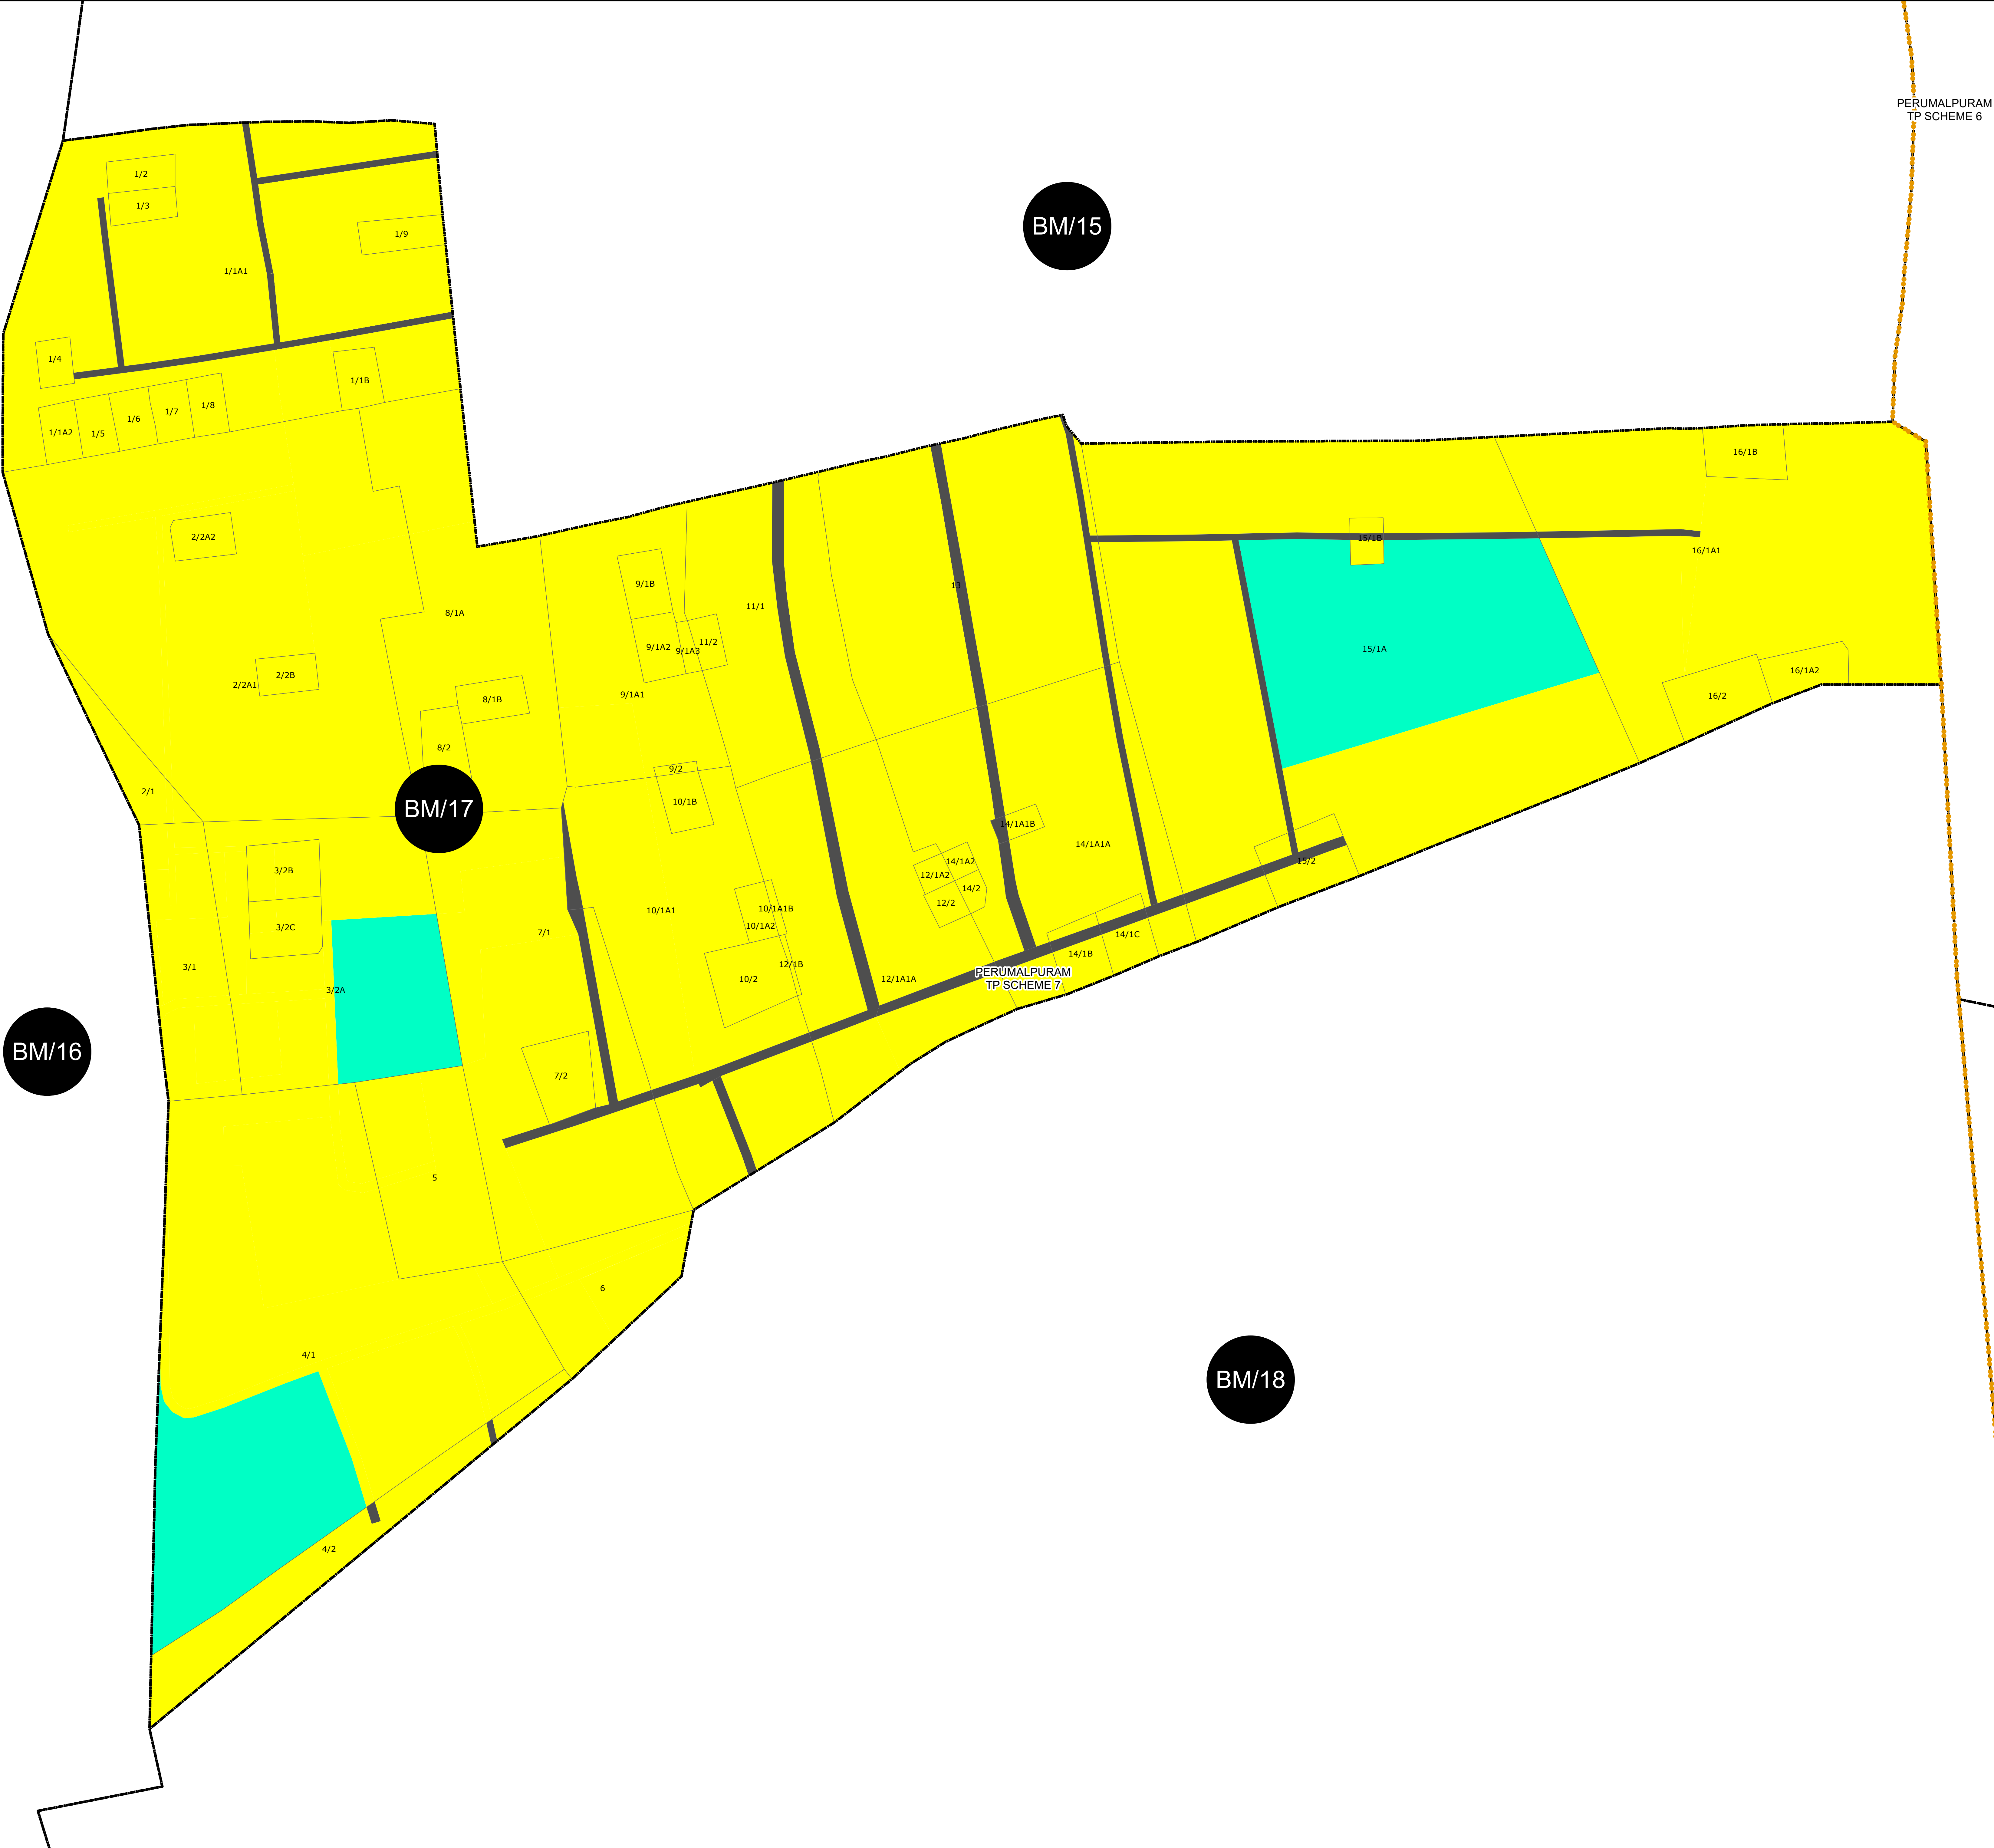 PERUMALPURAM
TP SCHEME 6
1/2
1/3
BM/15
1/9
1/1A1
1/4
1/1B
1/8
1/7
1/6
1/1A2
1/5
16/1B
2/2A2
15/1B
16/1A1
9/1B
13
11/1
8/1A
11/2
9/1A2
9/1A3
15/1A
16/1A2
2/2B
2/2A1
9/1A1
16/2
8/1B
8/2
9/2
2/1
10/1B
BM/17
14/1A1B
14/1A1A
14/1A2
15/2
3/2B
12/1A2
14/2
12/2
10/1A1
10/1A1B
3/2C
10/1A2
7/1
14/1C
14/1B
12/1B
3/1
PERUMALPURAM
TP SCHEME 7
10/2
12/1A1A
3/2A
BM/16
7/2
5
6
4/1
BM/18
4/2